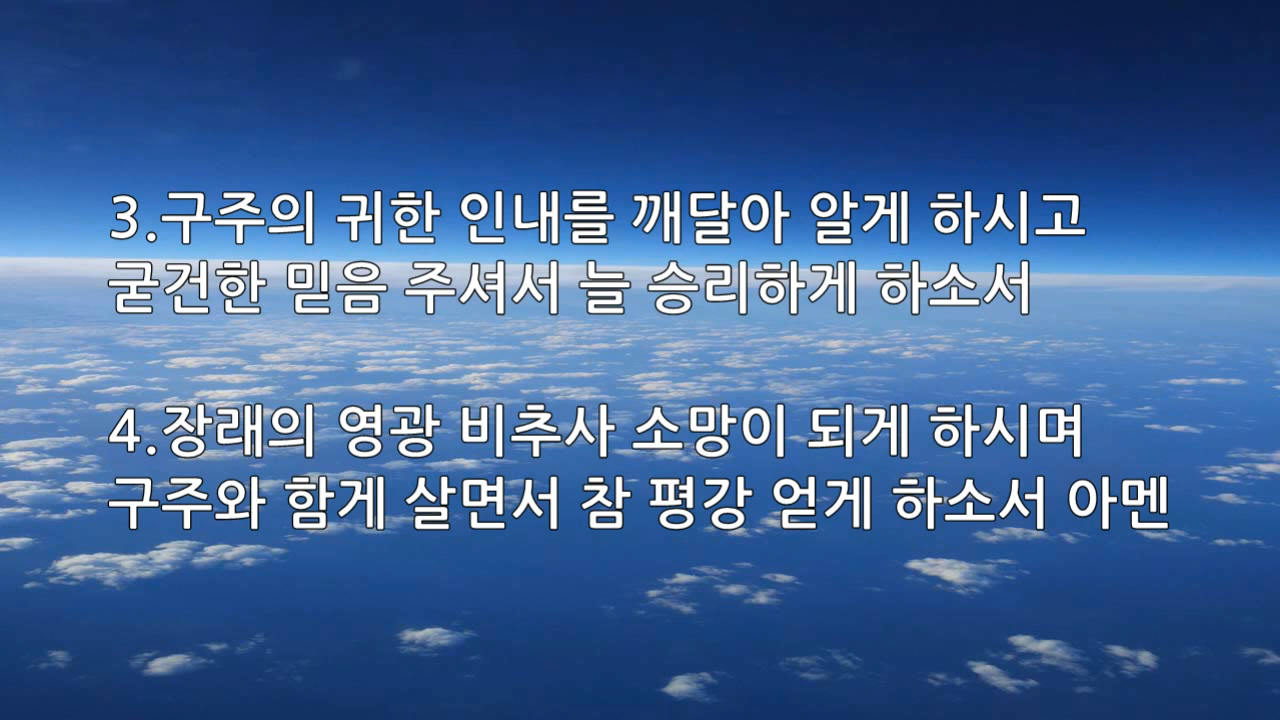 3.구주의 귀한 인내를 깨달아 알게 하시고
굳건한 믿음 주셔서 늘 승리하게 하소서
4.장래의 영광 비추사 소망이 되게 하시며
구주와 함께 살면서 참 평강 얻게 하소서 아멘